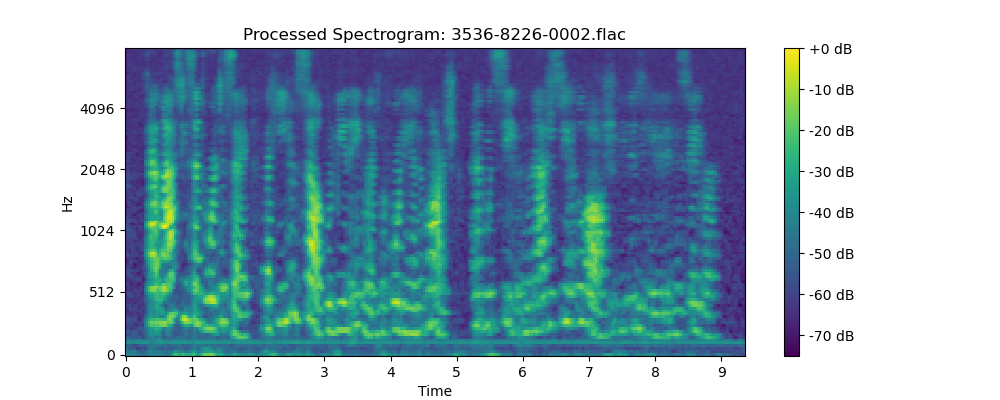 Processed Spectrogram: 3536-8226-0002.flac
Hz
4096
2048
1024
512
0
0 1 2 3 4 5 6 7 8 9
Time
+0 dB
-10 dB
-20 dB
-30 dB
-40 dB
-50 dB
-60 dB
-70 dB